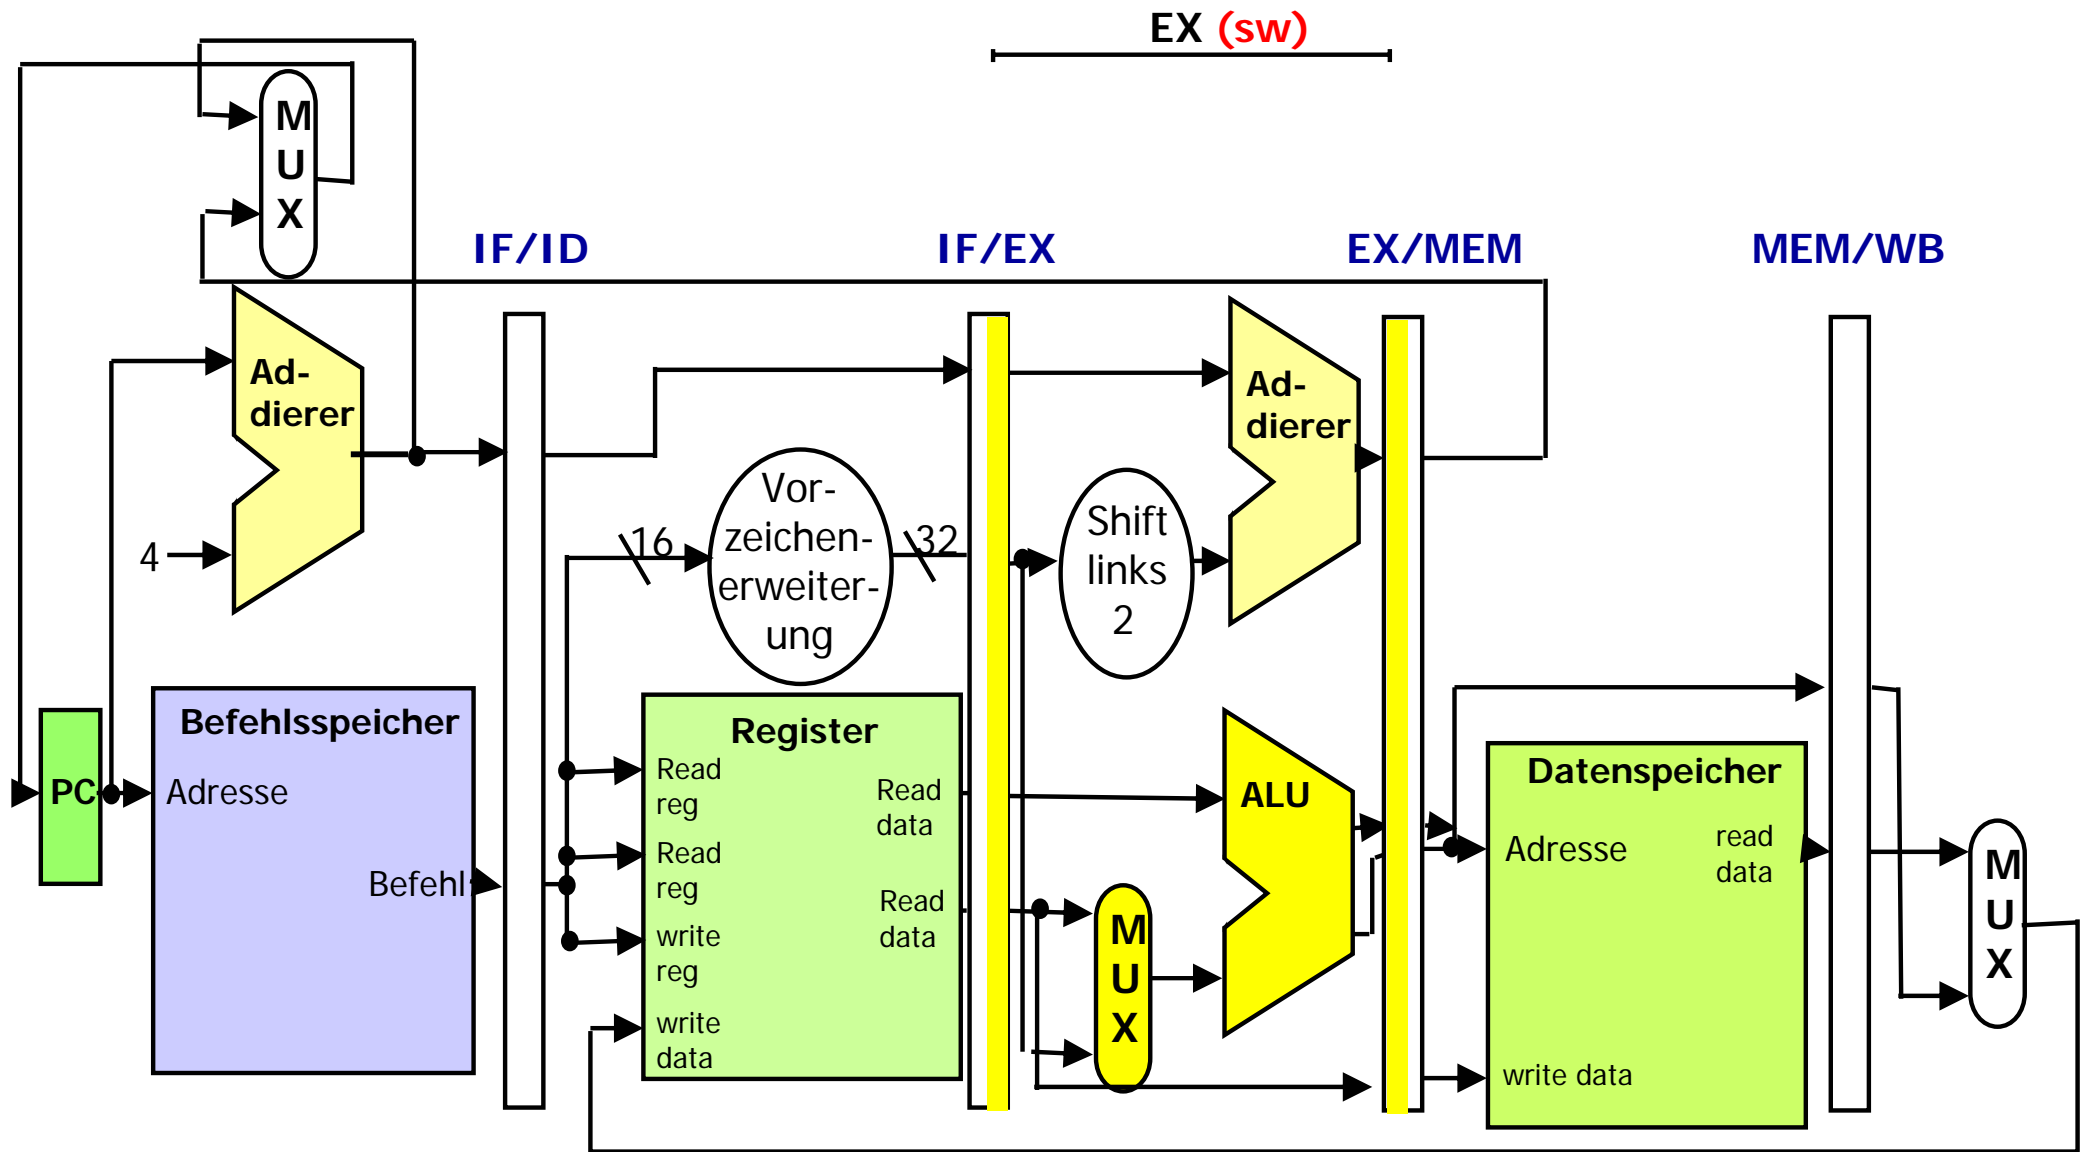 EX (sw)
M
U
X
IF/ID
IF/EX
EX/MEM
MEM/WB
Ad-
dierer
4
16
Vor-
zeichen-
erweiter-
ung
32
Shift
links
2
Ad-
dierer
PC
Befehlsspeicher
Adresse
Befehl
Register
Read
reg
Read
reg
write
reg
write
data
Read
data
Read
data
M
U
X
ALU
Datenspeicher
Adresse
read
data
write data
M
U
X